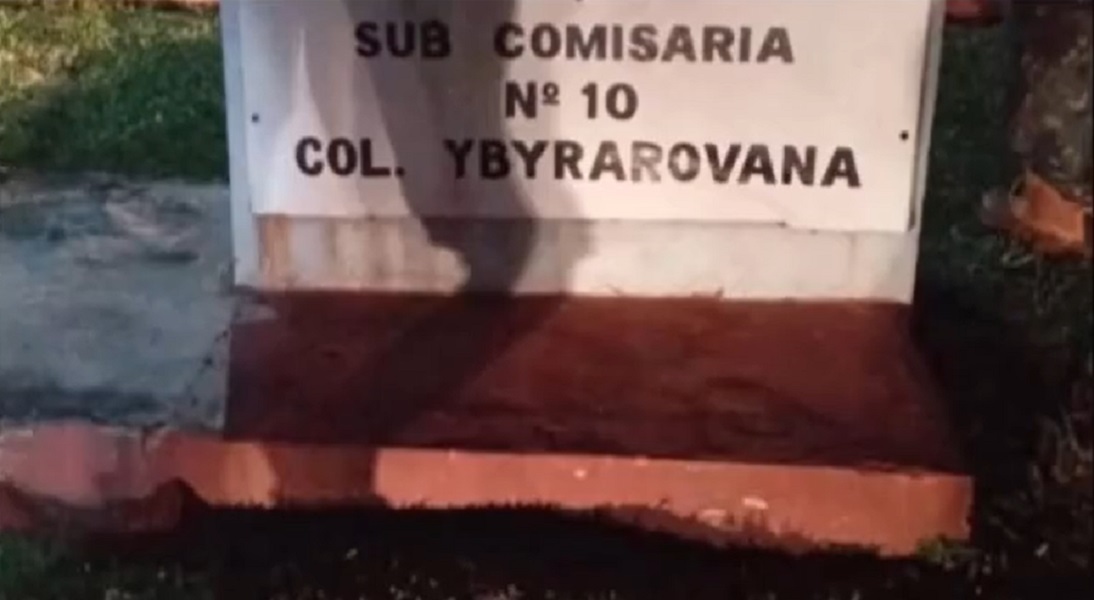 SUB COMISARIA
Nº 10
COL. YBYRAROVANA